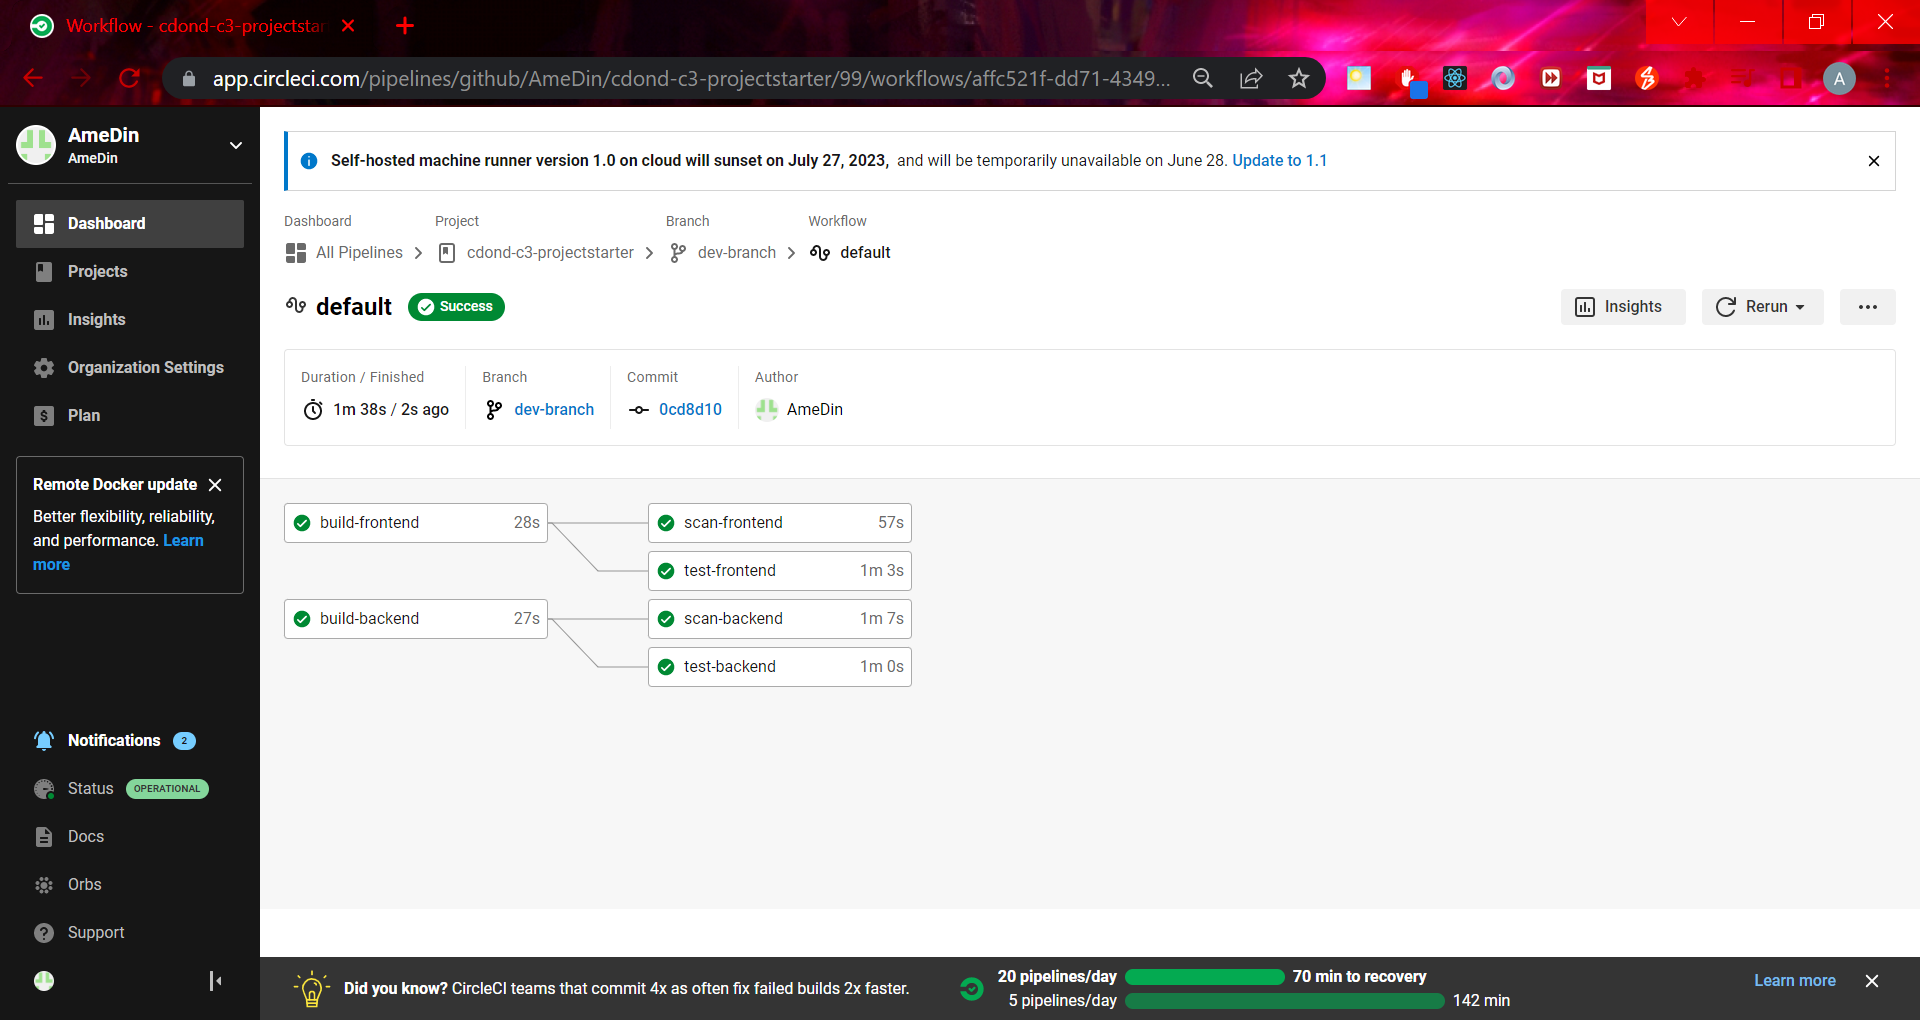 Workflow - cdond-c3-projectstar
app.circleci.com/pipelines/github/AmeDin/cdond-c3-projectstarter/99/workflows/affc521f-dd71-4349...
A
AmeDin
AmeDin
Dashboard
Projects
Insights
Organization Settings
Plan
Remote Docker update
Better flexibility, reliability,
and performance. Learn
more
Notifications 2
Status OPERATIONAL
Docs
Orbs
Support
Self-hosted machine runner version 1.0 on cloud will sunset on July 27, 2023, and will be temporarily unavailable on June 28. Update to 1.1
Dashboard Project Branch Workflow
All Pipelines cdond-c3-projectstarter dev-branch default
default Success
Insights Rerun
Duration / Finished Branch Commit Author
1m 38s / 2s ago dev-branch 0cd8d10 AmeDin
build-frontend 28s scan-frontend 57s
test-frontend 1m 3s
build-backend 27s scan-backend 1m 7s
test-backend 1m 0s
Did you know? CircleCI teams that commit 4x as often fix failed builds 2x faster.
20 pipelines/day 70 min to recovery
5 pipelines/day 142 min
Learn more